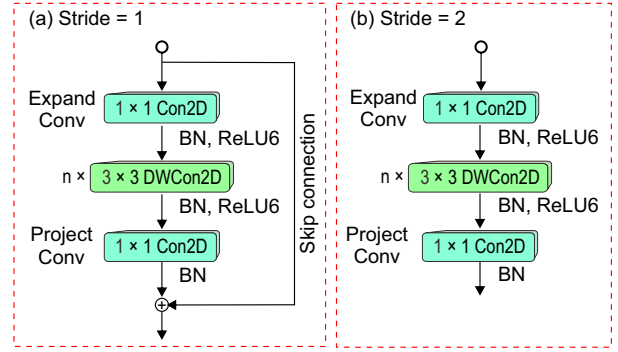 (a) Stride = 1
Expand
Conv
1 × 1 Con2D
BN, ReLU6
n ×
3 × 3 DWCon2D
BN, ReLU6
Project
Conv
1 × 1 Con2D
BN
Skip connection
(b) Stride = 2
Expand
Conv
1 × 1 Con2D
BN, ReLU6
n ×
3 × 3 DWCon2D
BN, ReLU6
Project
Conv
1 × 1 Con2D
BN